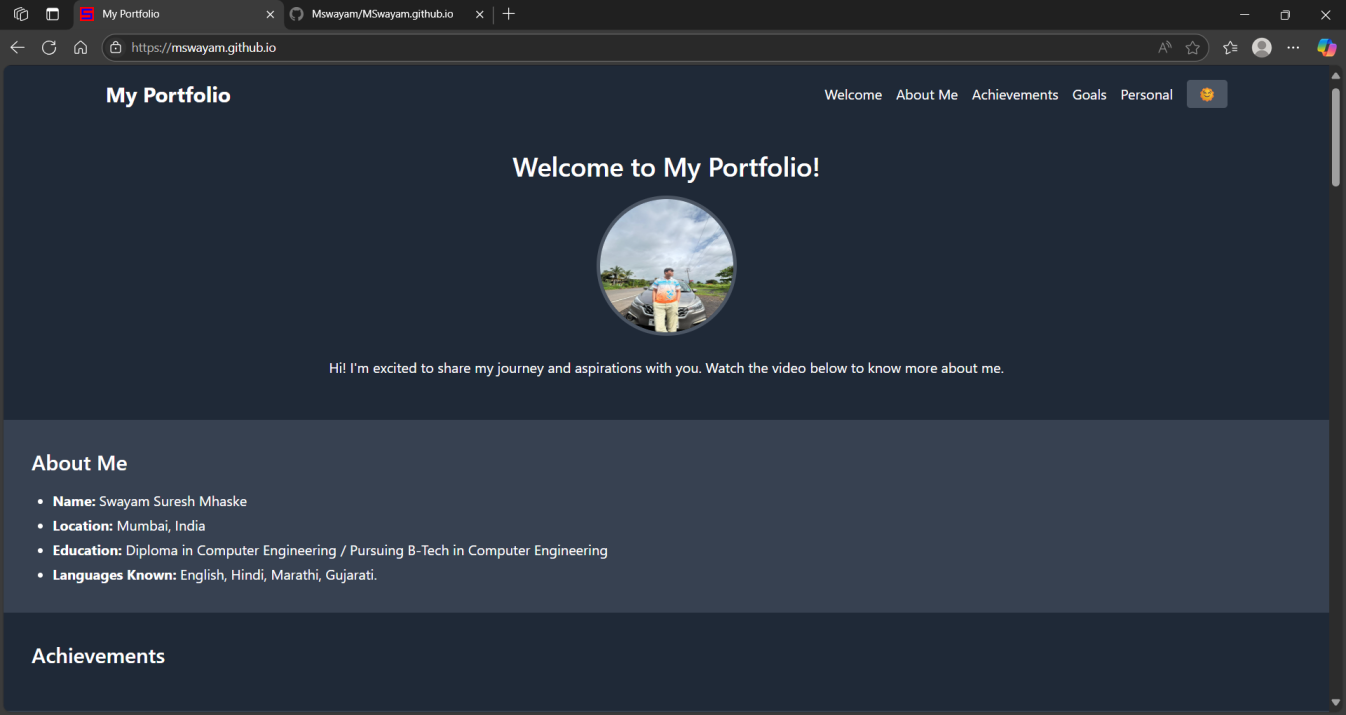 My Portfolio
Mswayam/MSwayam.github.io
https://mswayam.github.io
My Portfolio
Welcome About Me Achievements Goals Personal
Welcome to My Portfolio!
Hi! I'm excited to share my journey and aspirations with you. Watch the video below to know more about me.
About Me
• Name: Swayam Suresh Mhaske
• Location: Mumbai, India
• Education: Diploma in Computer Engineering / Pursuing B-Tech in Computer Engineering
• Languages Known: English, Hindi, Marathi, Gujarati.
Achievements